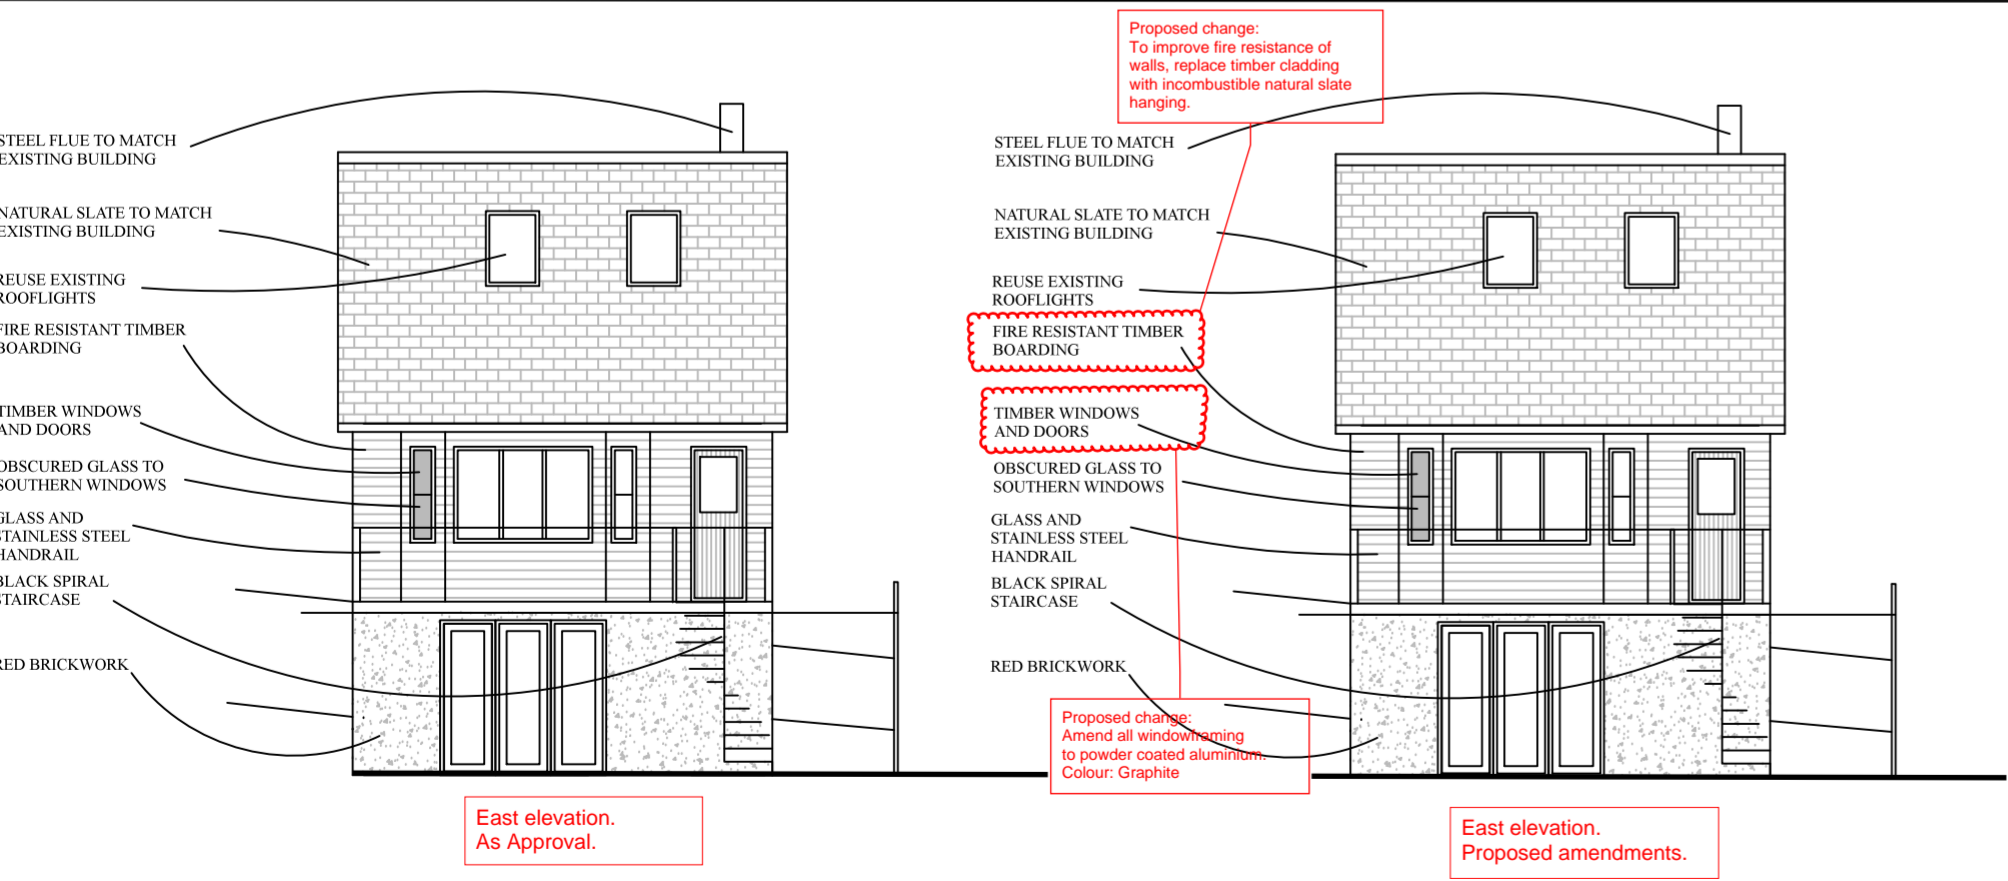 STEEL FLUE TO MATCH
EXISTING BUILDING
NATURAL SLATE TO MATCH
EXISTING BUILDING
REUSE EXISTING
ROOFLIGHTS
FIRE RESISTANT TIMBER
BOARDING
TIMBER WINDOWS
AND DOORS
OBSCURED GLASS TO
SOUTHERN WINDOWS
GLASS AND
STAINLESS STEEL
HANDRAIL
BLACK SPIRAL
STAIRCASE
RED BRICKWORK
East elevation.
As Approval.
Proposed change:
To improve fire resistance of
walls, replace timber cladding
with incombustible natural slate
hanging.
STEEL FLUE TO MATCH
EXISTING BUILDING
NATURAL SLATE TO MATCH
EXISTING BUILDING
REUSE EXISTING
ROOFLIGHTS
FIRE RESISTANT TIMBER
BOARDING
TIMBER WINDOWS
AND DOORS
OBSCURED GLASS TO
SOUTHERN WINDOWS
GLASS AND
STAINLESS STEEL
HANDRAIL
BLACK SPIRAL
STAIRCASE
RED BRICKWORK
Proposed change:
Amend all windowframing
to powder coated aluminium.
Colour: Graphite
East elevation.
Proposed amendments.